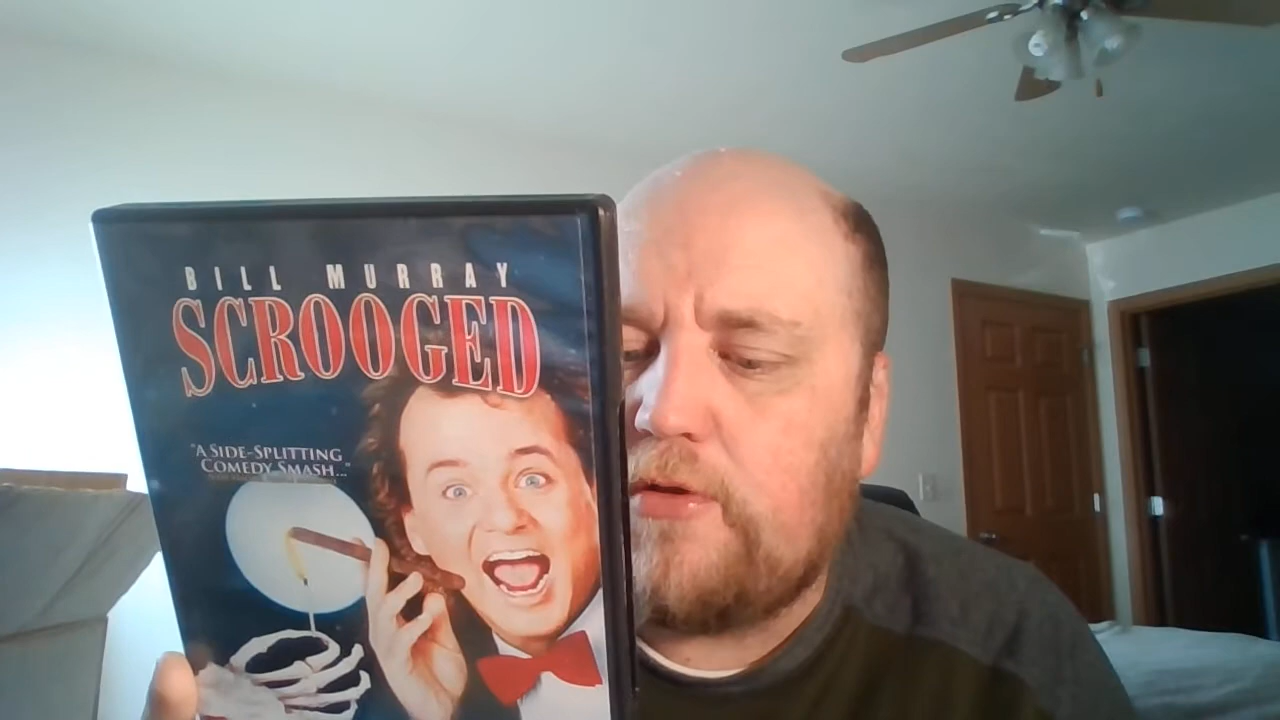 BILL MURRAY
SCROOGED
"A SIDE-SPLITTING
COMEDY SMASH..."